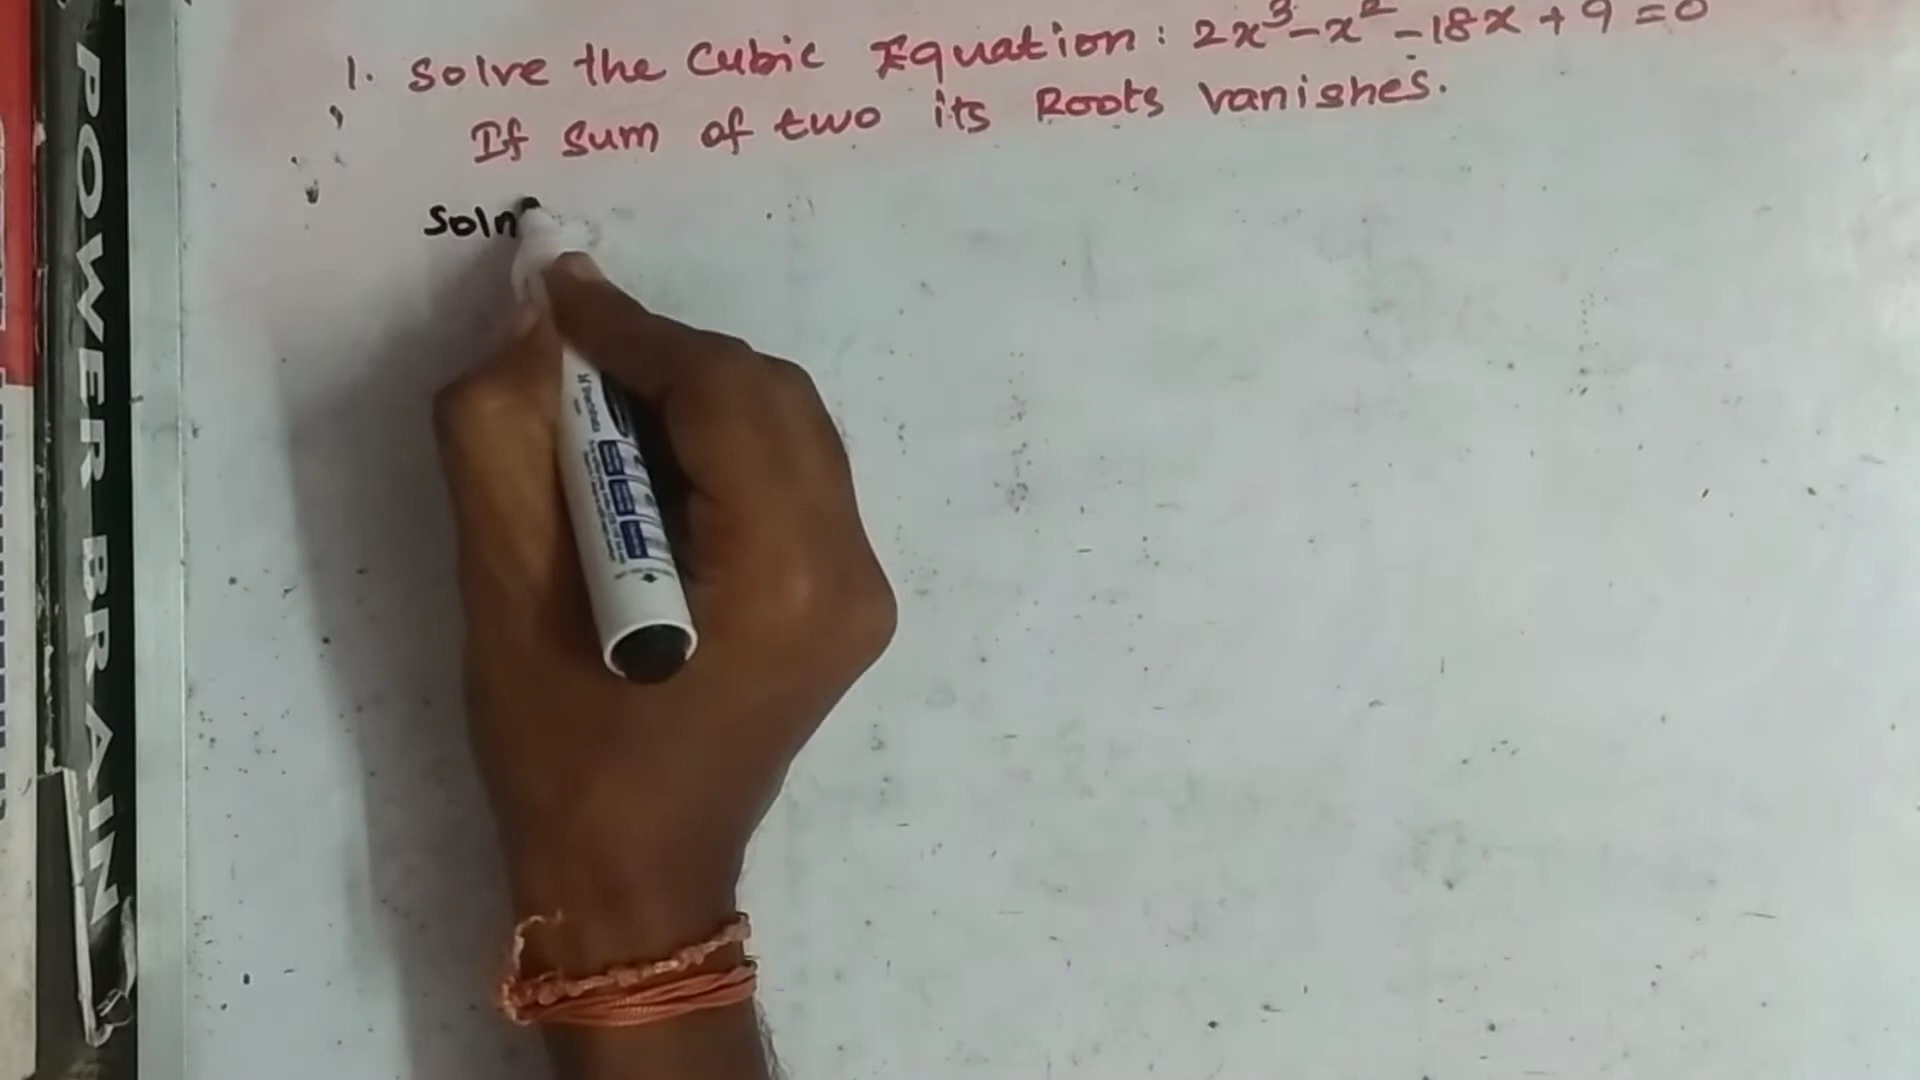 1. Solve the Cubic Equation : 2x³-x²-18x+9=0
If Sum of two its Roots vanishes.
Soln
POWER BRAIN